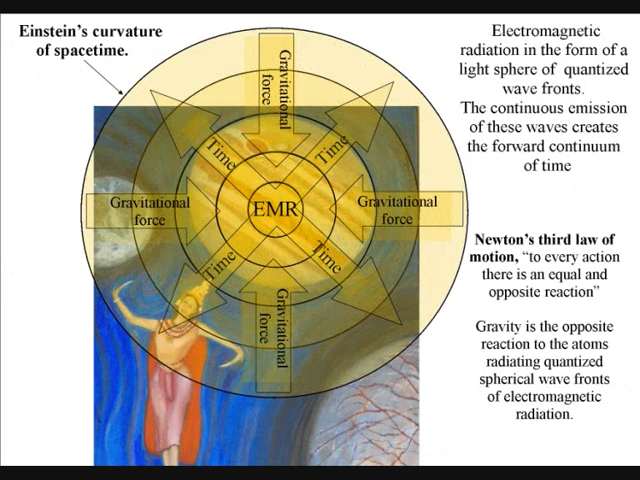 Einstein's curvature
of spacetime.
Electromagnetic
radiation in the form of a
light sphere of quantized
wave fronts.
The continuous emission
of these waves creates
the forward continuum
of time
Gravitational
force
Time
Time
Gravitational
force
EMR
Gravitational
force
Time
Time
Gravitational
force
Newton's third law of
motion, “to every action
there is an equal and
opposite reaction”
Gravity is the opposite
reaction to the atoms
radiating quantized
spherical wave fronts
of electromagnetic
radiation.